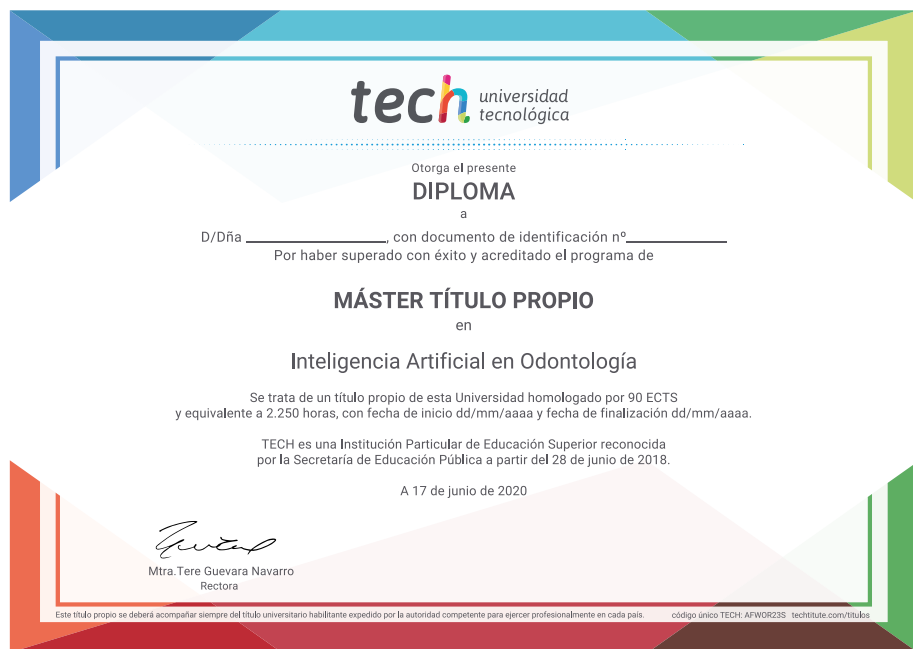 tech universidad
tecnológica
Otorga el presente
DIPLOMA
a
D/Dña ________________, con documento de identificación nº____________
Por haber superado con éxito y acreditado el programa de
MÁSTER TÍTULO PROPIO
en
Inteligencia Artificial en Odontología
Se trata de un título propio de esta Universidad homologado por 90 ECTS
y equivalente a 2.250 horas, con fecha de inicio dd/mm/aaaa y fecha de finalización dd/mm/aaaa.
TECH es una Institución Particular de Educación Superior reconocida
por la Secretaría de Educación Pública a partir del 28 de junio de 2018.
A 17 de junio de 2020
Mtra.Tere Guevara Navarro
Rectora
Este título propio se deberá acompañar siempre del título universitario habilitante expedido por la autoridad competente para ejercer profesionalmente en cada país. código único TECH: AFWOR23S techtitute.com/titulos